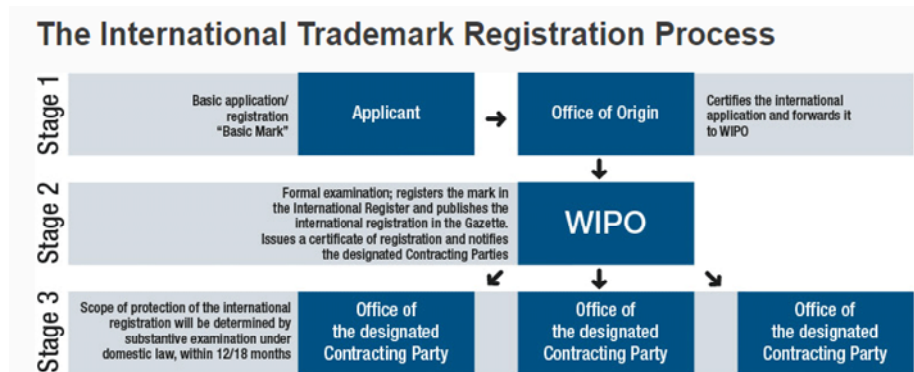 The International Trademark Registration Process
Stage 1
Basic application/
registration
“Basic Mark”
Applicant
Office of Origin
Certifies the international
application and forwards it
to WIPO
Stage 2
Formal examination; registers the mark in
the International Register and publishes the
international registration in the Gazette.
Issues a certificate of registration and notifies
the designated Contracting Parties
WIPO
Stage 3
Scope of protection of the international
registration will be determined by
substantive examination under
domestic law, within 12/18 months
Office of
the designated
Contracting Party
Office of
the designated
Contracting Party
Office of
the designated
Contracting Party